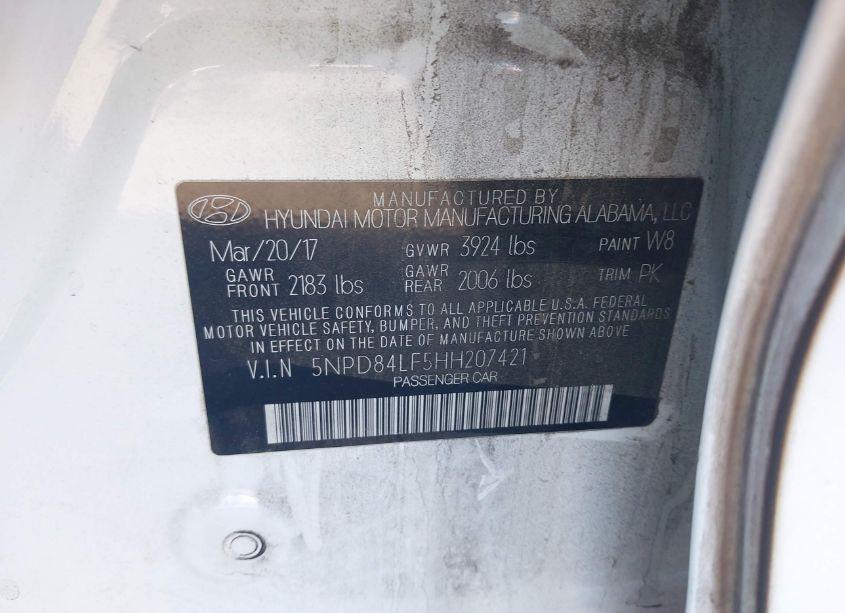 MANUFACTURED BY
HYUNDAI MOTOR MANUFACTURING ALABAMA, LLC
Mar/20/17 GVWR 3924 lbs PAINT W8
GAWR FRONT 2183 lbs GAWR REAR 2006 lbs TRIM PK
THIS VEHICLE CONFORMS TO ALL APPLICABLE U.S.A. FEDERAL
MOTOR VEHICLE SAFETY, BUMPER, AND THEFT PREVENTION STANDARDS
IN EFFECT ON THE DATE OF MANUFACTURE SHOWN ABOVE
V.I.N 5NPD84LF5HH207421
PASSENGER CAR